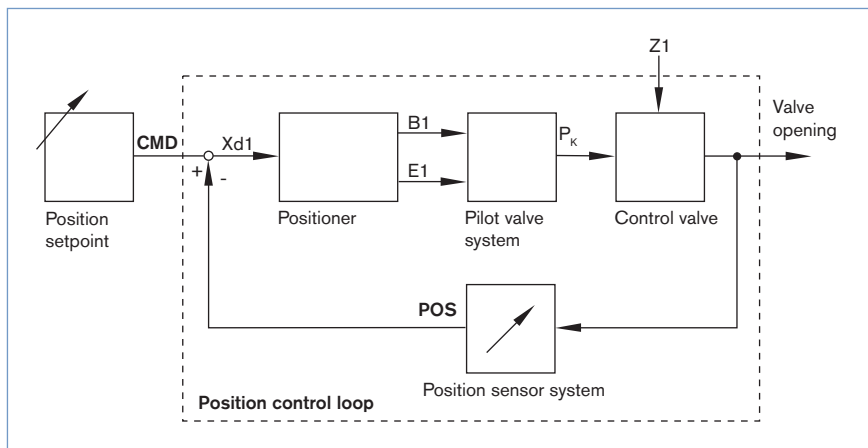 Z1
Valve
opening
CMD
Xd1
B1
E1
PK
+
-
Position
setpoint
Positioner
Pilot valve
system
Control valve
POS
Position sensor system
Position control loop